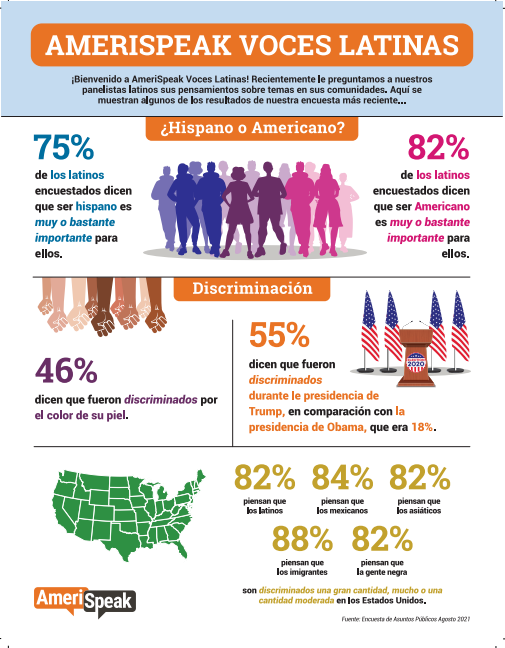 AMERISPEAK VOCES LATINAS
¡Bienvenido a AmeriSpeak Voces Latinas! Recientemente le preguntamos a nuestros
panelistas latinos sus pensamientos sobre temas en sus comunidades. Aquí se
muestran algunos de los resultados de nuestra encuesta más reciente...
¿Hispano o Americano?
75%
de los latinos
encuestados dicen
que ser hispano es
muy o bastante
importante para
ellos.
82%
de los latinos
encuestados dicen
que ser Americano
es muy o bastante
importante para
ellos.
Discriminación
46%
dicen que fueron discriminados por
el color de su piel.
55%
dicen que fueron
discriminados
durante le presidencia de
Trump, en comparación con la
presidencia de Obama, que era 18%.
2020
82% 84% 82%
piensan que piensan que piensan que
los latinos los mexicanos los asiáticos
88% 82%
piensan que piensan que
los imigrantes la gente negra
son discriminados una gran cantidad, mucho o una
cantidad moderada en los Estados Unidos.
AmeriSpeak
Fuente: Encuesta de Asuntos Públicos Agosto 2021